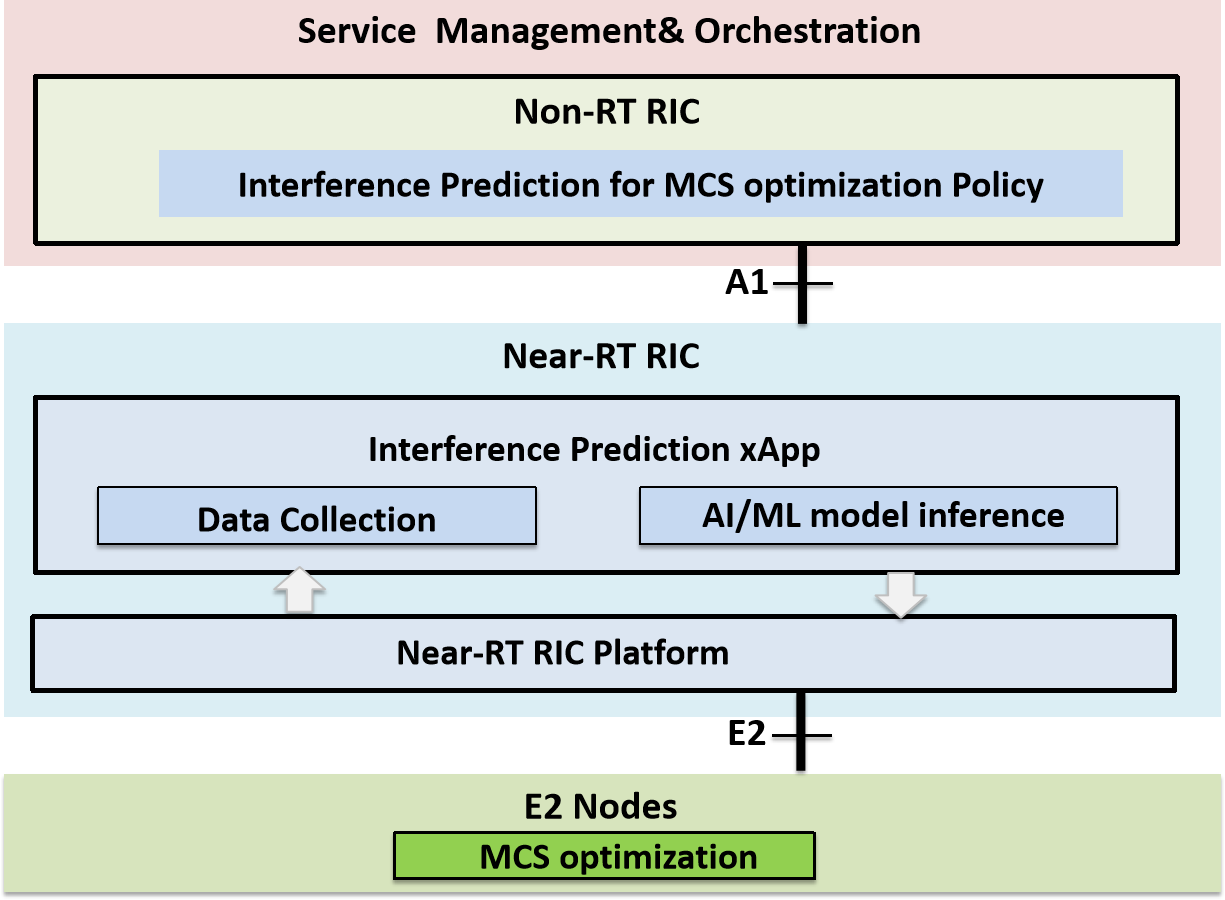 Service Management& Orchestration
Non-RT RIC
Interference Prediction for MCS optimization Policy
A1
Near-RT RIC
Interference Prediction xApp
Data Collection
AI/ML model inference
Near-RT RIC Platform
E2
E2 Nodes
MCS optimization